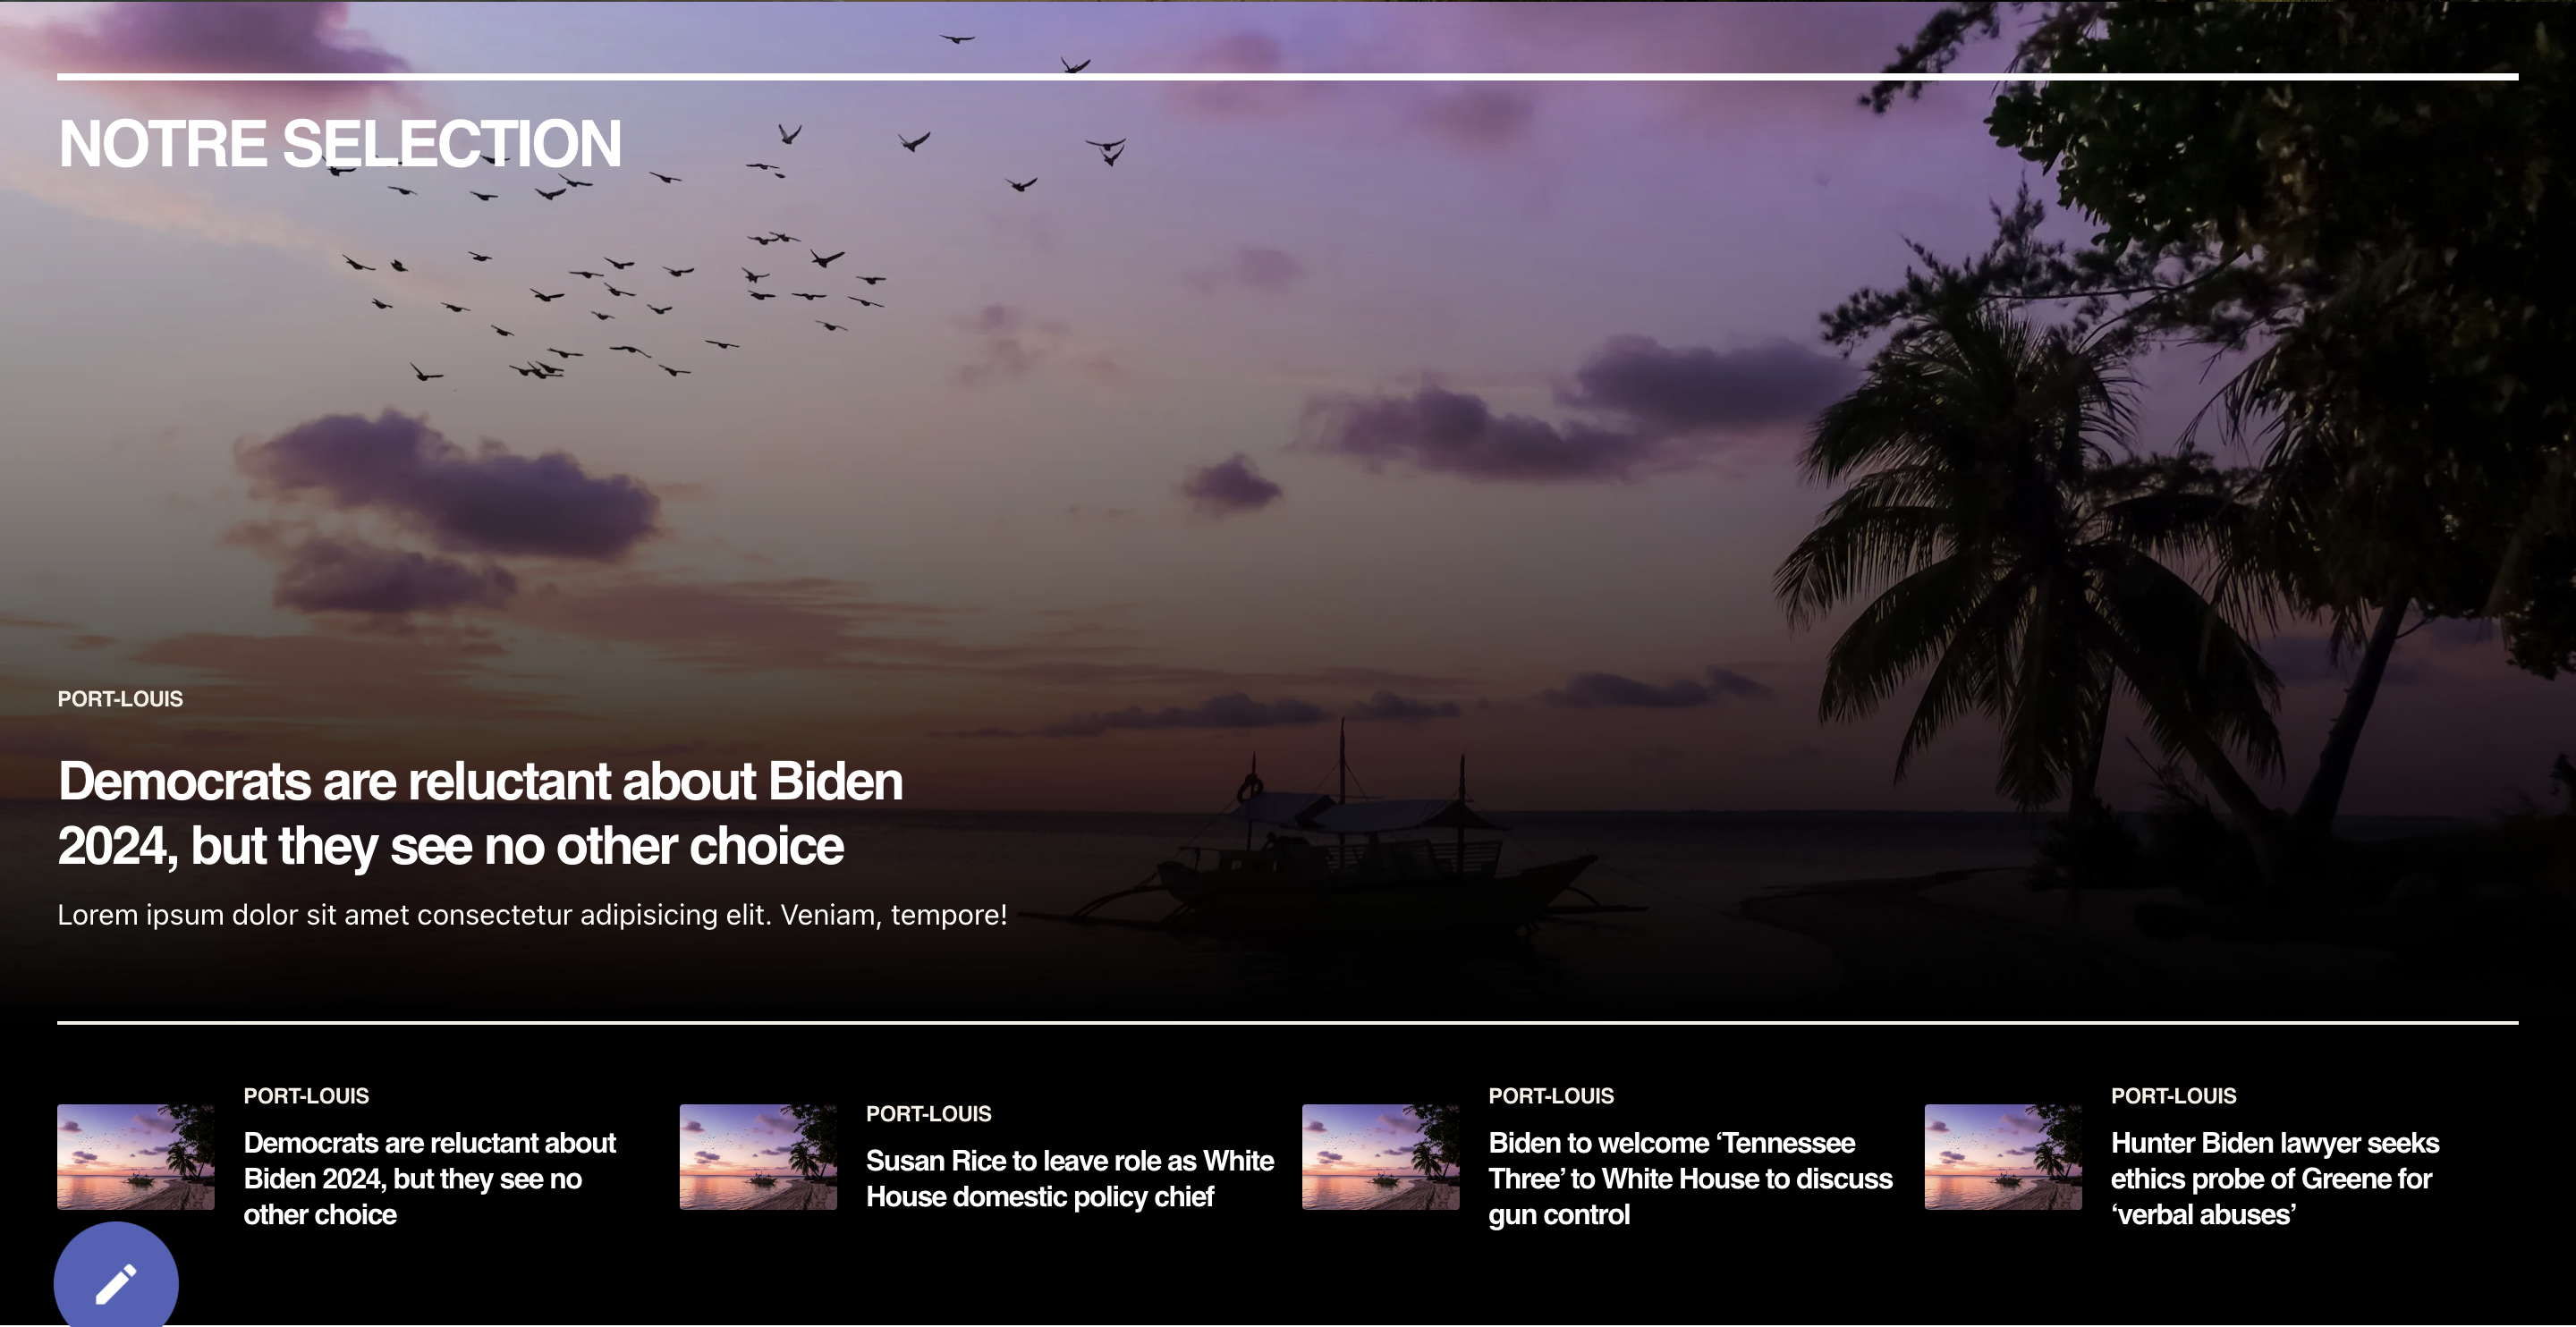 NOTRE SELECTION
PORT-LOUIS
Democrats are reluctant about Biden
2024, but they see no other choice
Lorem ipsum dolor sit amet consectetur adipisicing elit. Veniam, tempore!
PORT-LOUIS
Democrats are reluctant about
Biden 2024, but they see no
other choice
PORT-LOUIS
Susan Rice to leave role as White
House domestic policy chief
PORT-LOUIS
Biden to welcome ‘Tennessee
Three’ to White House to discuss
gun control
PORT-LOUIS
Hunter Biden lawyer seeks
ethics probe of Greene for
‘verbal abuses’